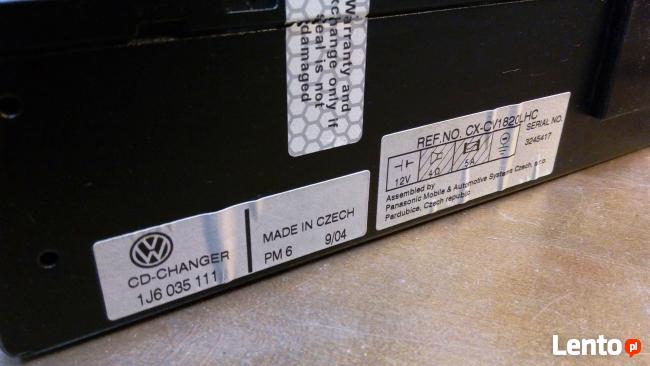 Warranty and
exchange only if
seal is not
damaged
REF.NO. CX-CV1820LHC
SERIAL NO.
3245417
12V 4Ω 5A
Assembled by
Panasonic Mobile & Automotive Systems Czech, s.r.o.
Pardubice, Czech republic
VW
CD-CHANGER
1J6 035 111
MADE IN CZECH
PM 6 9/04
Lento.pl